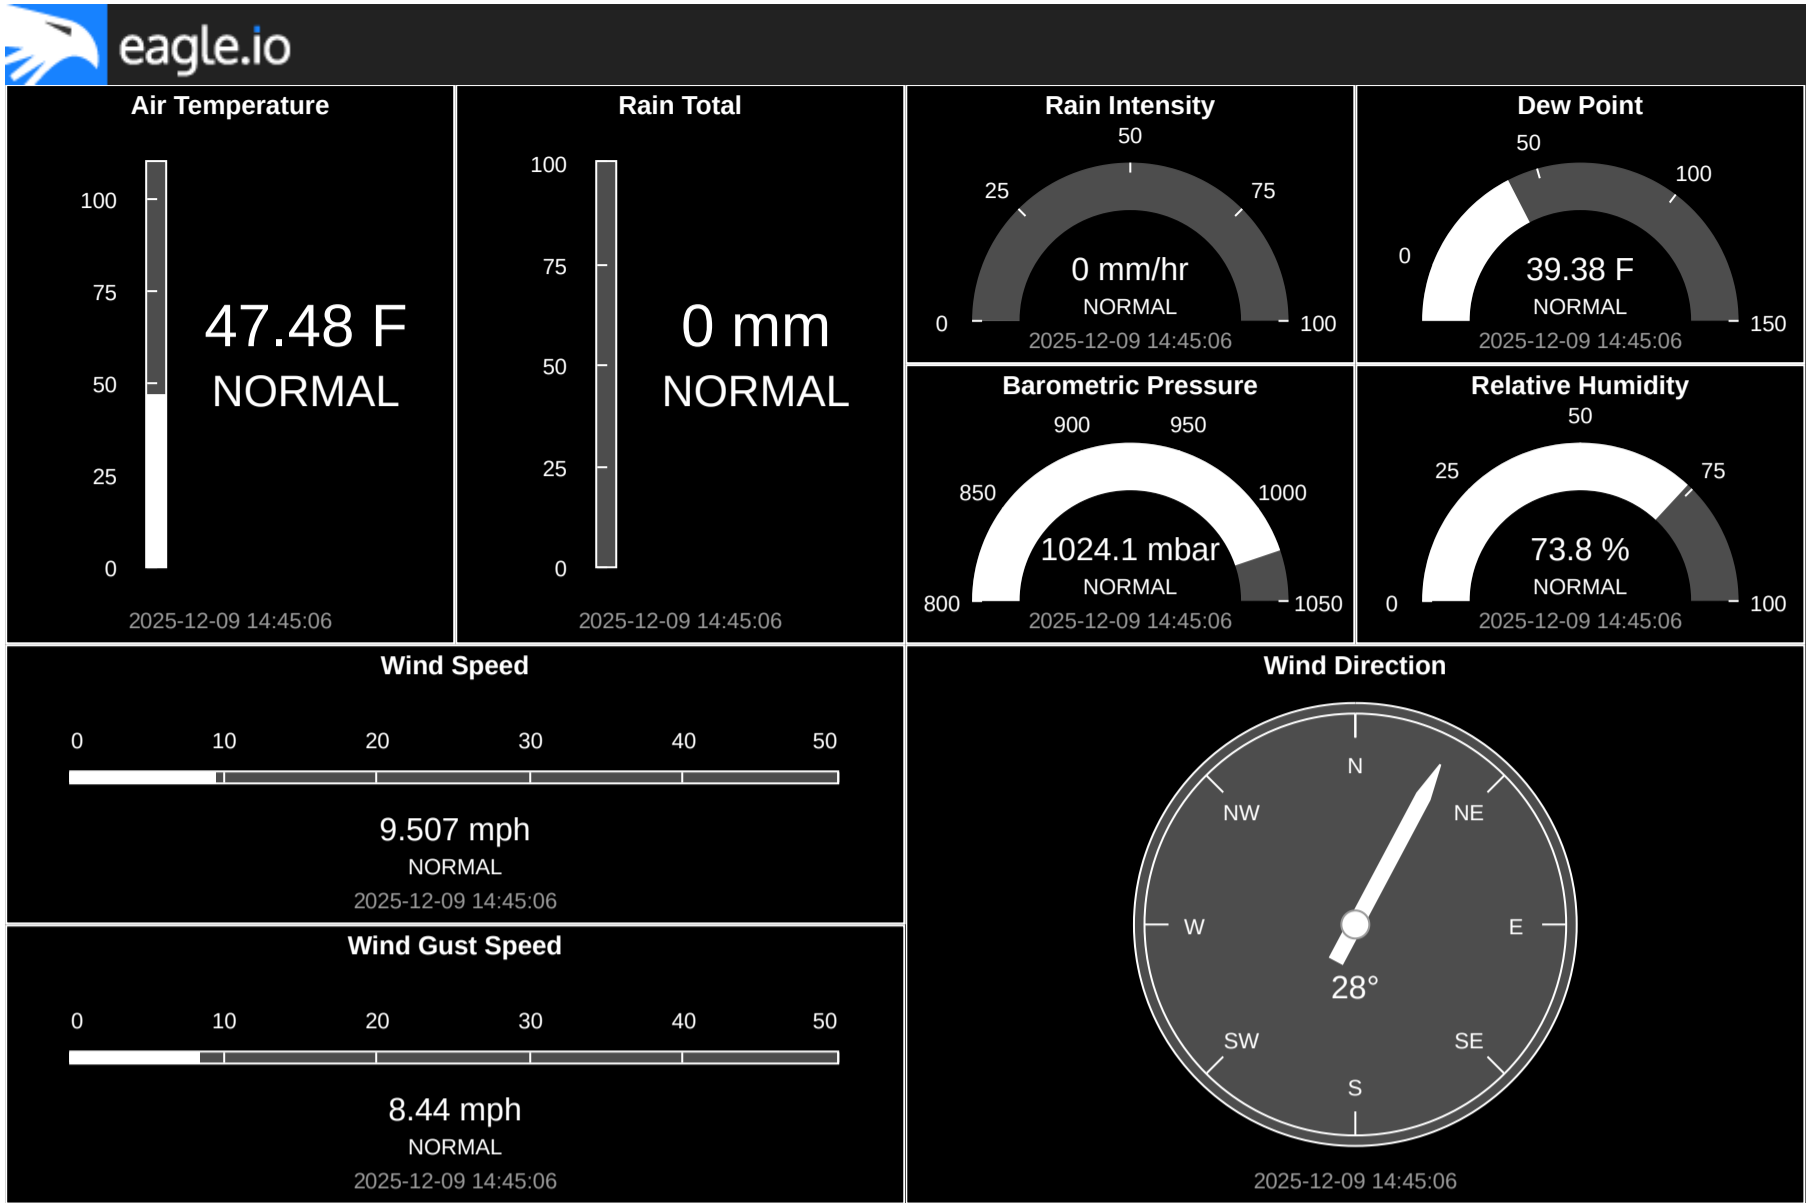 eagle.io
Air Temperature
100
75
50
25
0
47.48 F
NORMAL
2025-12-09 14:45:06
Rain Total
100
75
50
25
0
0 mm
NORMAL
2025-12-09 14:45:06
Rain Intensity
50
25
75
0
100
0 mm/hr
NORMAL
2025-12-09 14:45:06
Dew Point
50
100
0
150
39.38 F
NORMAL
2025-12-09 14:45:06
Barometric Pressure
900
950
850
1000
800
1050
1024.1 mbar
NORMAL
2025-12-09 14:45:06
Relative Humidity
50
25
75
0
100
73.8 %
NORMAL
2025-12-09 14:45:06
Wind Speed
0 10 20 30 40 50
9.507 mph
NORMAL
2025-12-09 14:45:06
Wind Gust Speed
0 10 20 30 40 50
8.44 mph
NORMAL
2025-12-09 14:45:06
Wind Direction
N
NW
NE
W
E
28°
SW
SE
S
2025-12-09 14:45:06